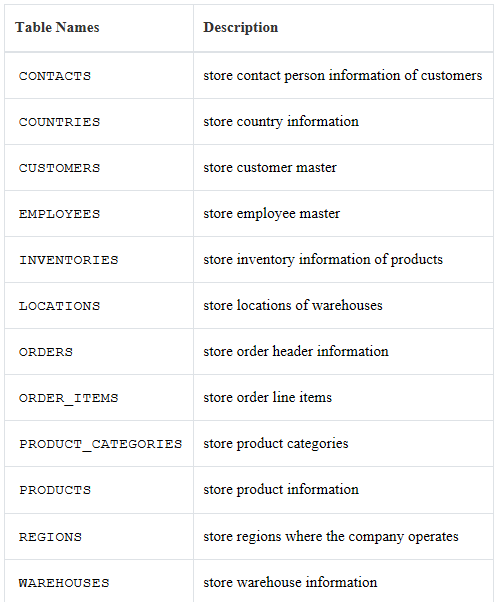 Table Names Description
CONTACTS store contact person information of customers
COUNTRIES store country information
CUSTOMERS store customer master
EMPLOYEES store employee master
INVENTORIES store inventory information of products
LOCATIONS store locations of warehouses
ORDERS store order header information
ORDER_ITEMS store order line items
PRODUCT_CATEGORIES store product categories
PRODUCTS store product information
REGIONS store regions where the company operates
WAREHOUSES store warehouse information